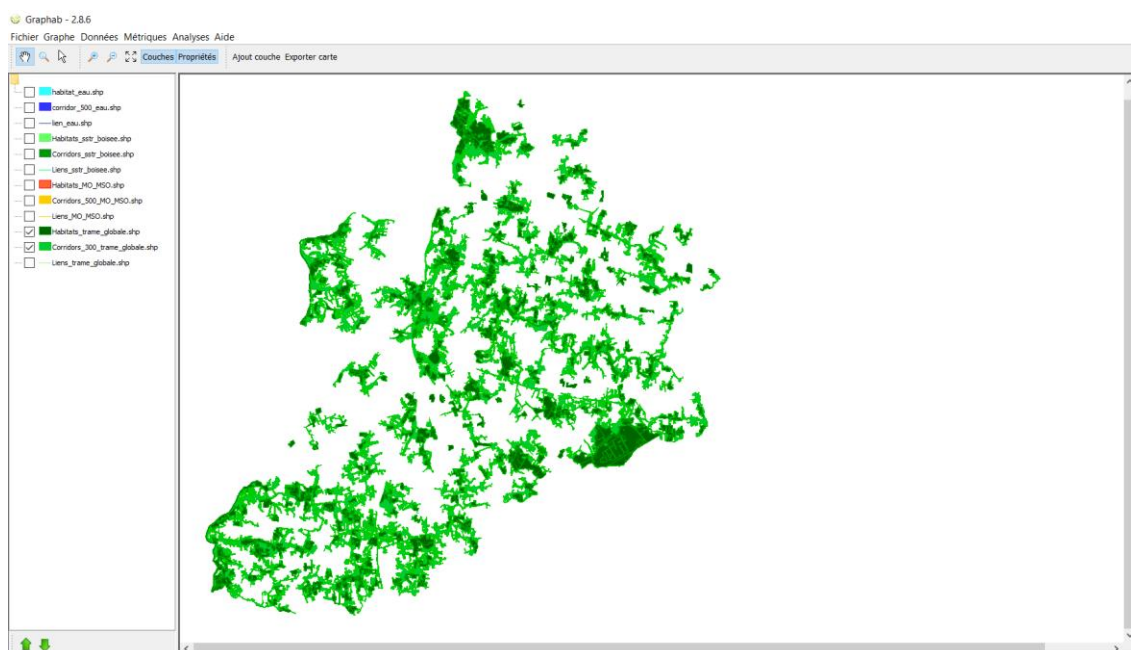 Graphab - 2.8.6
Fichier Graphe Données Métriques Analyses Aide
Couches Propriétés Ajout couche Exporter carte
habitat_eau.shp
corridor_500_eau.shp
lien_eau.shp
Habitats_sstr_boisee.shp
Corridors_sstr_boisee.shp
Liens_sstr_boisee.shp
Habitats_MO_MSO.shp
Corridors_500_MO_MSO.shp
Liens_MO_MSO.shp
Habitats_trame_globale.shp
Corridors_300_trame_globale.shp
Liens_trame_globale.shp